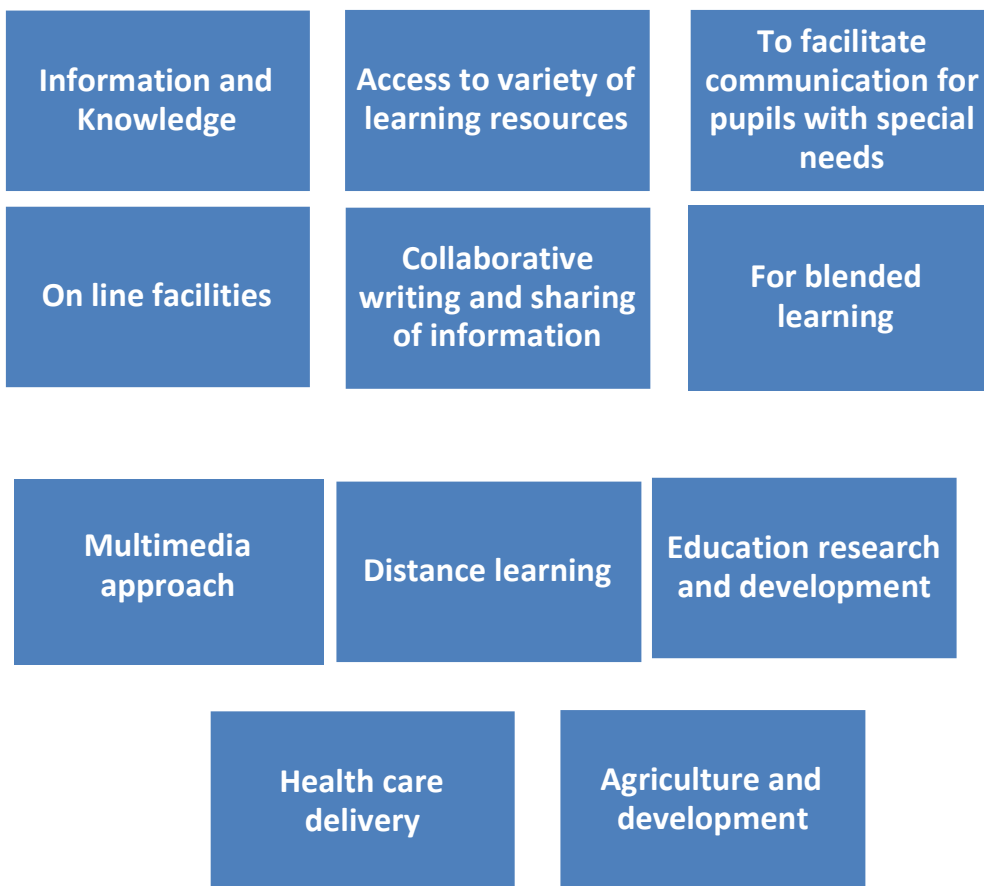 Information and
Knowledge
Access to variety of
learning resources
To facilitate
communication for
pupils with special
needs
On line facilities
Collaborative
writing and sharing
of information
For blended
learning
Multimedia
approach
Distance learning
Education research
and development
Health care
delivery
Agriculture and
development